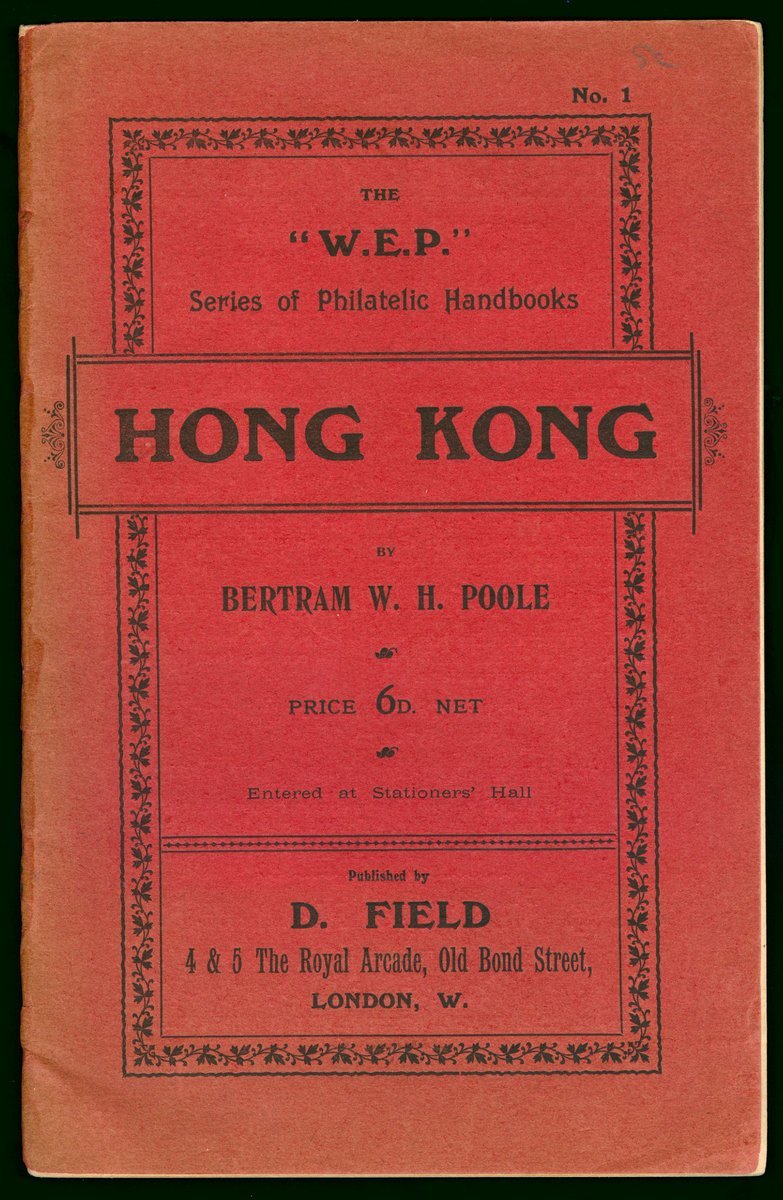 No. 1
THE
"W.E.P."
Series of Philatelic Handbooks
HONG KONG
BY
BERTRAM W. H. POOLE
PRICE 6D. NET
Entered at Stationers' Hall
Published by
D. FIELD
4 & 5 The Royal Arcade, Old Bond Street,
LONDON, W.